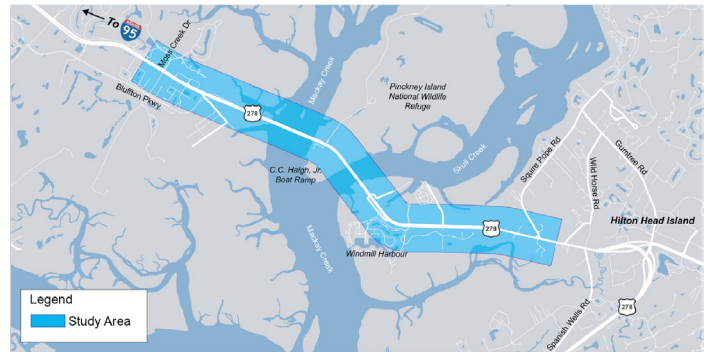 To
95
Moss Creek Dr
Bluffton Pkwy
278
Mackay Creek
Pinckney Island
National Wildlife
Refuge
C.C. Haigh, Jr.
Boat Ramp
Skull Creek
Squire Pope Rd
Wild Horse Rd
Gumtree Rd
Hilton Head Island
278
Mackay Creek
Windmill Harbour
Spanish Wells Rd
278
Legend
Study Area